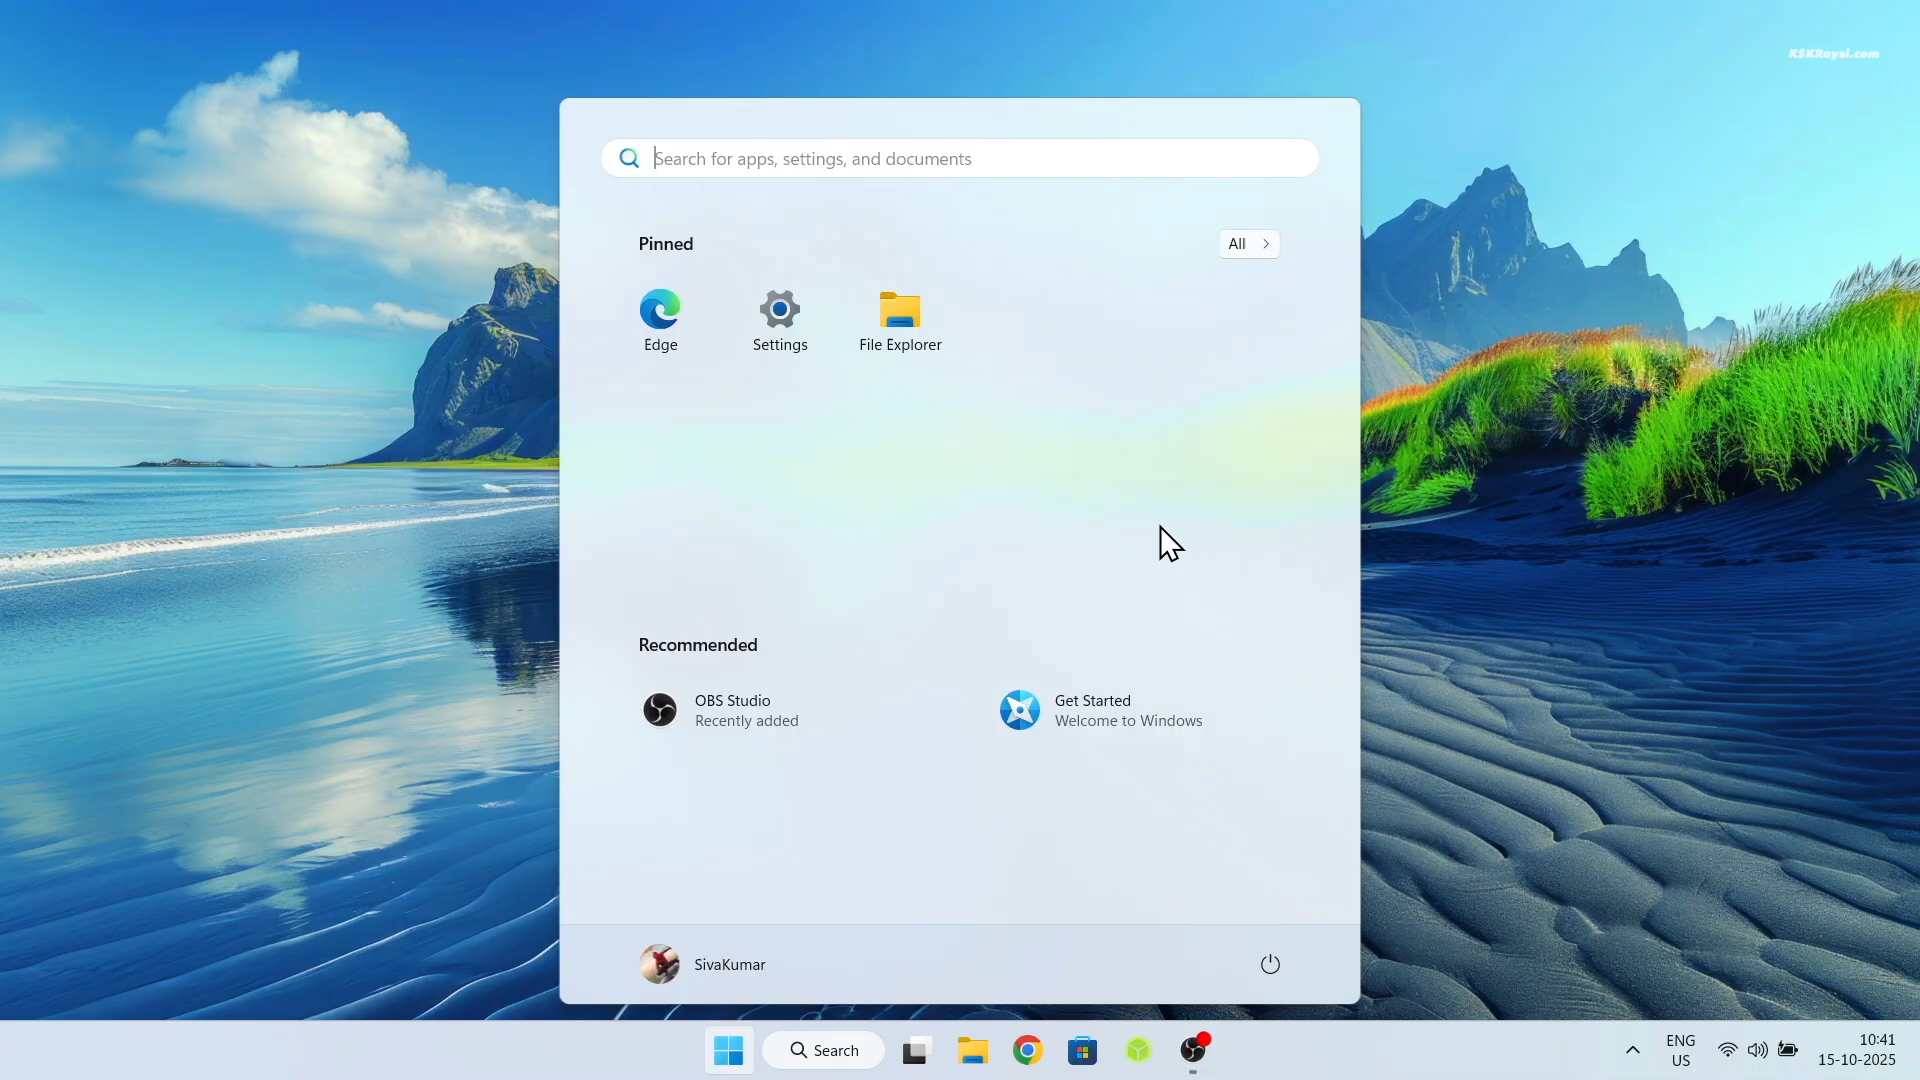 KSKRoyal.com
Search for apps, settings, and documents
Pinned
All
Edge
Settings
File Explorer
Recommended
OBS Studio
Recently added
Get Started
Welcome to Windows
SivaKumar
Search
ENG
US
10:41
15-10-2025